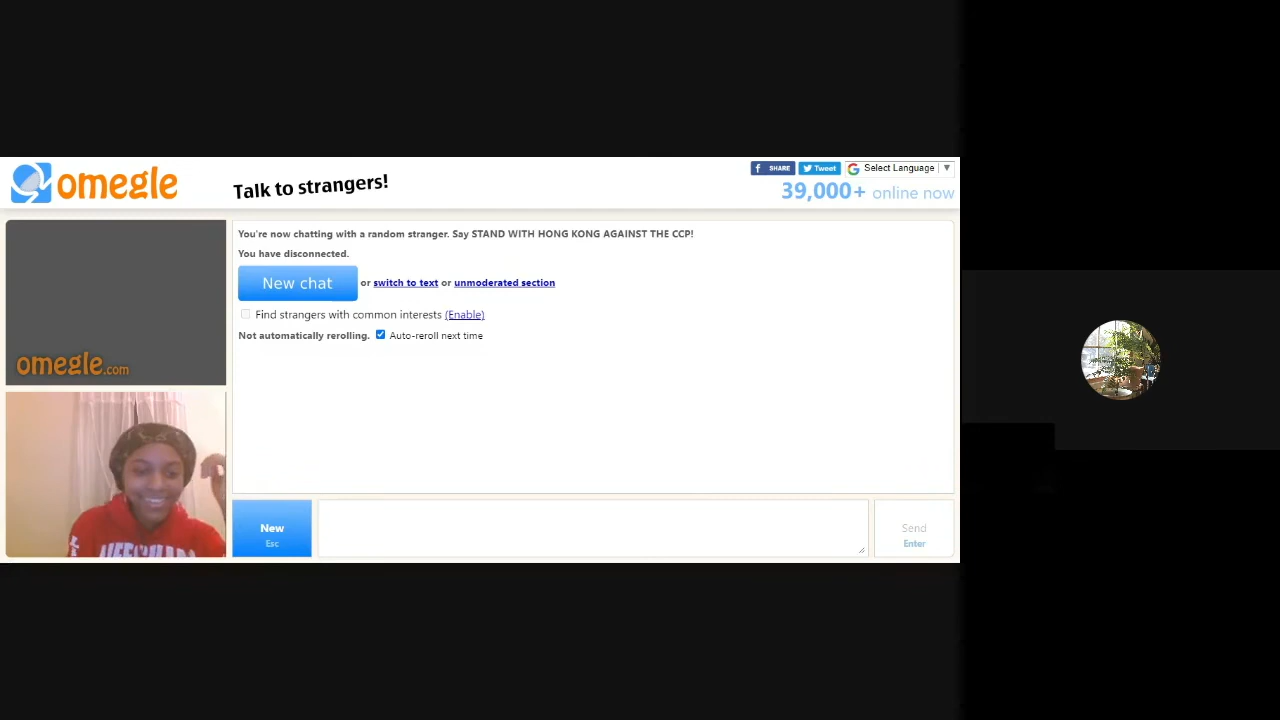 omegle
Talk to strangers!
SHARE
Tweet
Select Language
39,000+ online now
You're now chatting with a random stranger. Say STAND WITH HONG KONG AGAINST THE CCP!
You have disconnected.
New chat or switch to text or unmoderated section
Find strangers with common interests (Enable)
Not automatically rerolling. Auto-reroll next time
omegle.com
New
Esc
Send
Enter